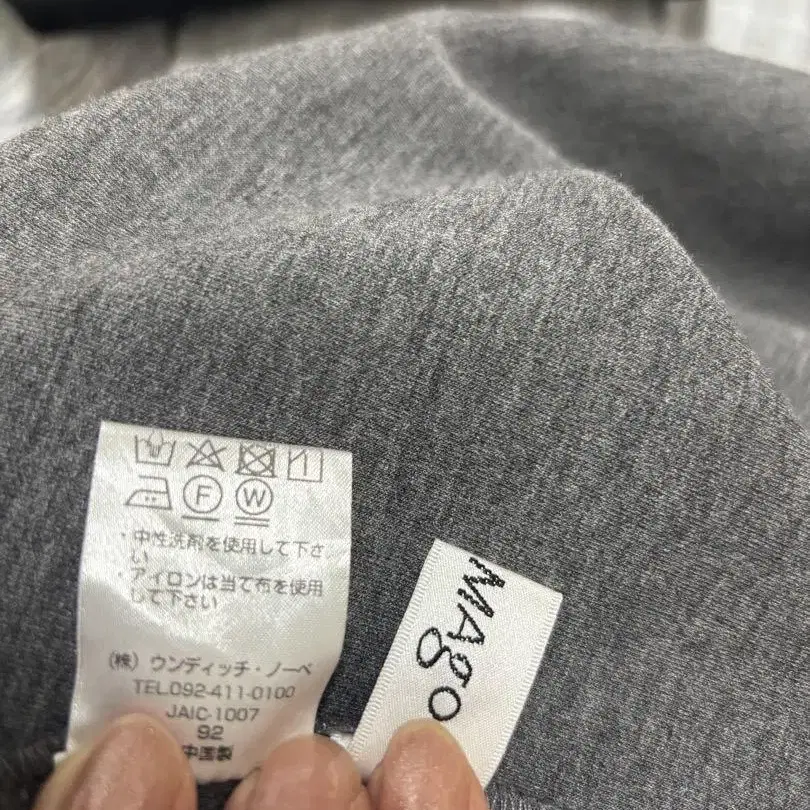 F W
・中性洗剤を使用して下さ
い
・アイロンは当て布を使用
して下さい
(株) ウンディッチ・ノーベ
TEL092-411-0100
JAIC-1007
92
中国製
MAgo